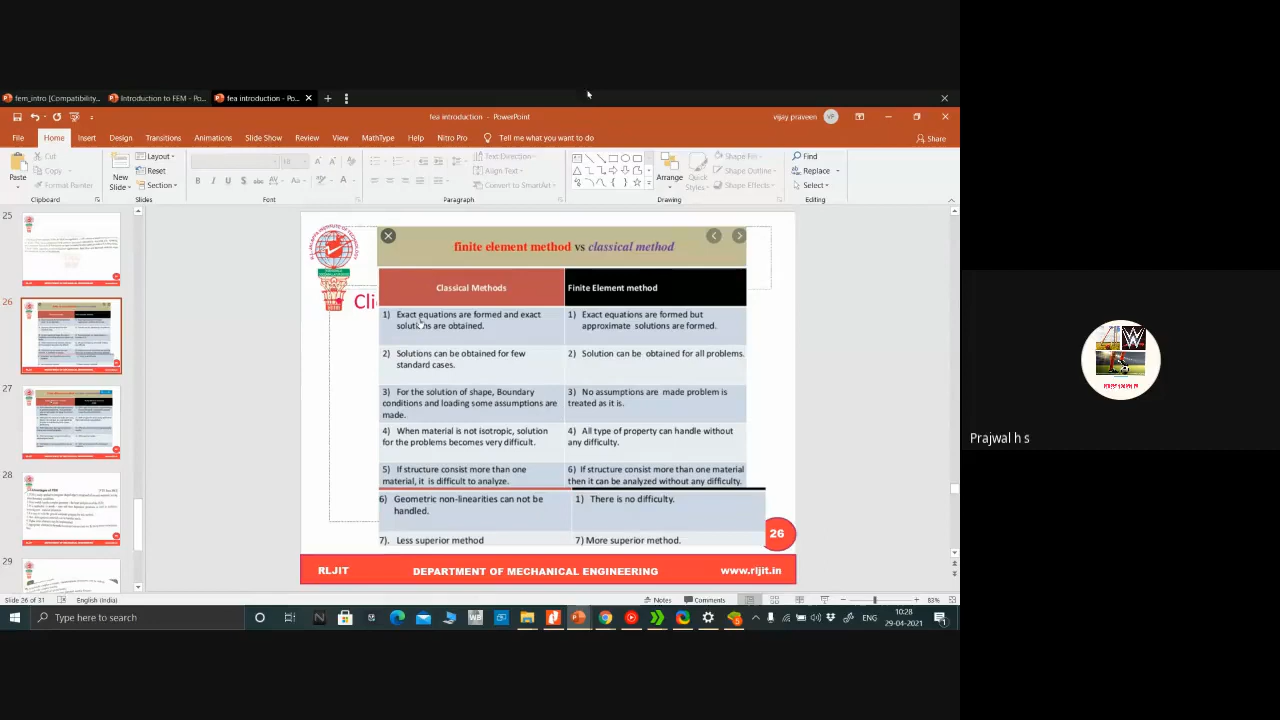 fem_intro [Compatibility... Introduction to FEM - Po... fea introduction - Po...
fea introduction - PowerPoint
vijay praveen VP
File Home Insert Design Transitions Animations Slide Show Review View MathType Help Nitro Pro Tell me what you want to do Share
Paste Cut Copy Format Painter
Clipboard
New Slide Layout Reset Section
Slides
B I U S abc AV Aa A
Font
Text Direction Align Text Convert to SmartArt
Paragraph
Arrange Quick Styles Shape Fill Shape Outline Shape Effects
Drawing
Find Replace Select
Editing
25
26
27
28
29
Clic
finite element method vs classical method
Classical Methods Finite Element method
1) Exact equations are formed and exact 1) Exact equations are formed but
solutions are obtained. approximate solutions are formed.
2) Solutions can be obtained for few 2) Solution can be obtained for all problems.
standard cases.
3) For the solution of shape, Boundary 3) No assumptions are made problem is
conditions and loading some assumptions are treated as it is.
made.
4) When material is not isotropic, solution 4) All type of property can handle without
for the problems becomes very difficult. any difficulty.
5) If structure consist more than one 6) If structure consist more than one material
material, it is difficult to analyze. then it can be analyzed without any difficulty.
6) Geometric non-linearities can not be 1) There is no difficulty.
handled.
7). Less superior method 7) More superior method.
26
RLJIT DEPARTMENT OF MECHANICAL ENGINEERING www.rljit.in
Slide 26 of 31 English (India) Notes Comments 83%
Type here to search ENG 10:28
29-04-2021
Prajwal h s